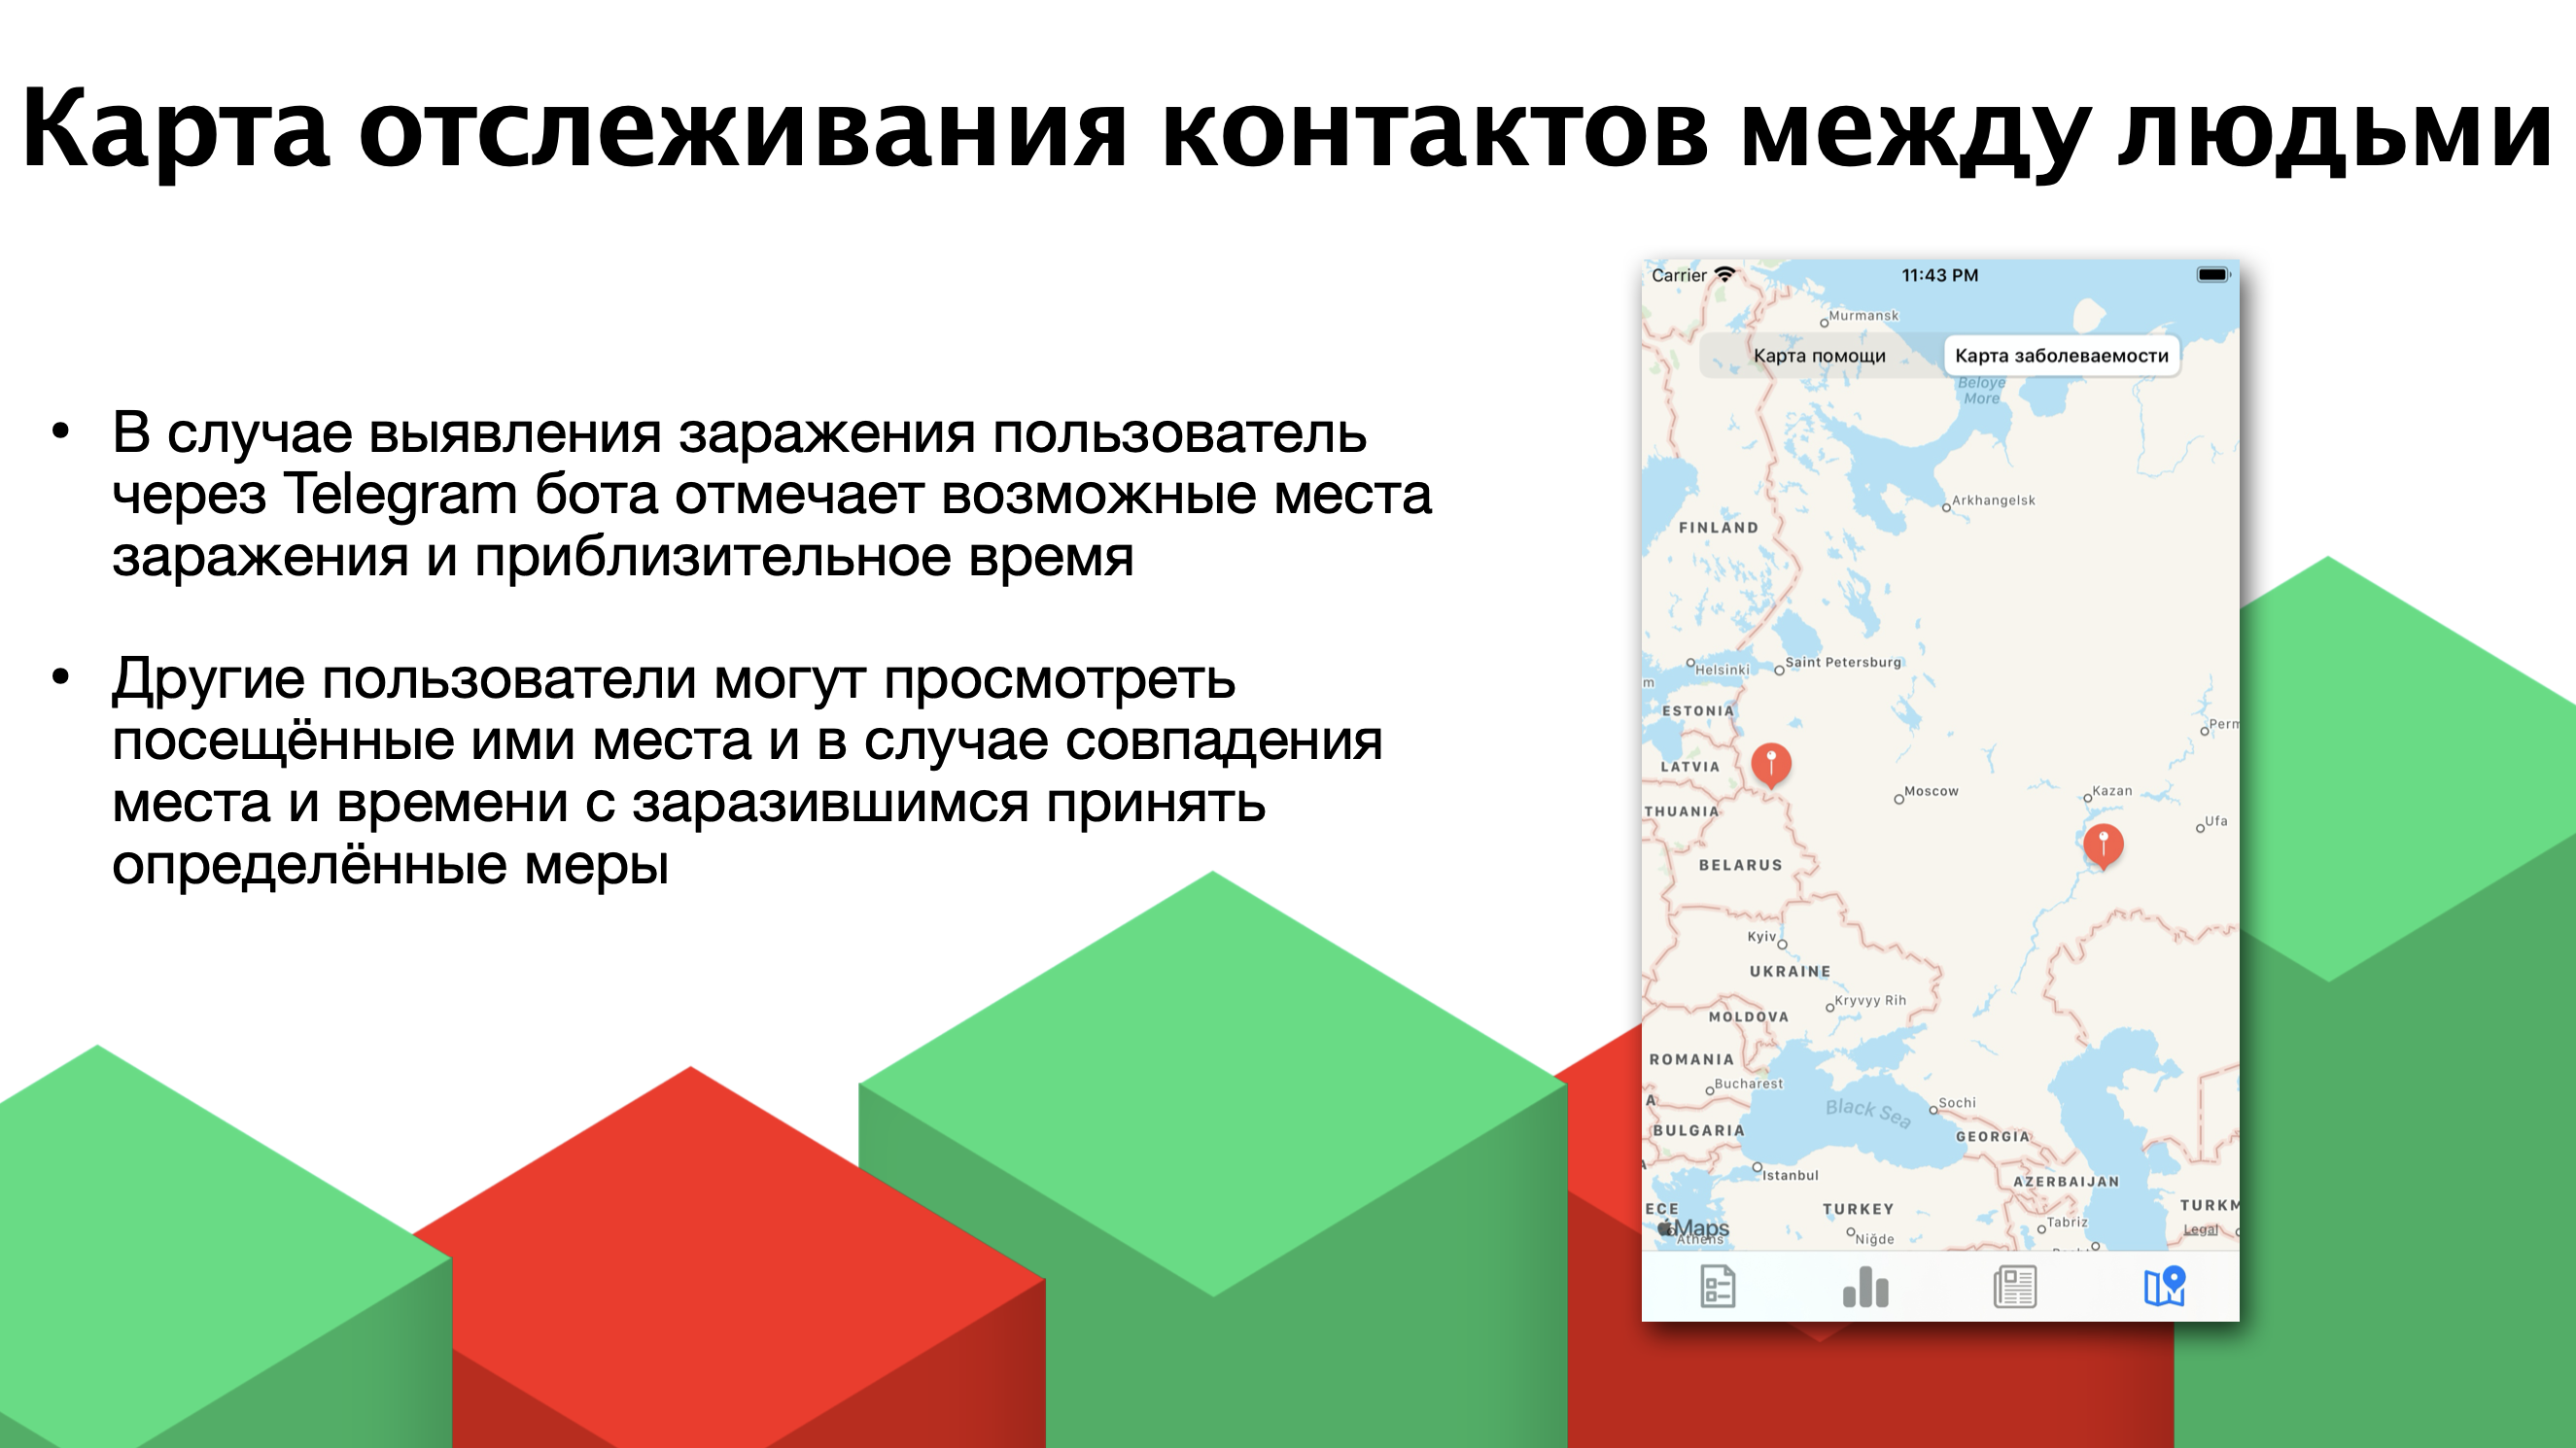 Карта отслеживания контактов между людьми
• В случае выявления заражения пользователь
через Telegram бота отмечает возможные места
заражения и приблизительное время
• Другие пользователи могут просмотреть
посещённые ими места и в случае совпадения
места и времени с заразившимся принять
определённые меры
Carrier 11:43 PM
Murmansk
Карта помощи Карта заболеваемости
Beloye
More
Arkhangelsk
FINLAND
Helsinki Saint Petersburg
m
ESTONIA
Perm
LATVIA
Moscow Kazan
THUANIA
Ufa
BELARUS
Kyiv
UKRAINE
Kryvyy Rih
MOLDOVA
ROMANIA
Bucharest
A
Black Sea
Sochi
BULGARIA
GEORGIA
Istanbul
AZERBAIJAN
ECE TURKEY TURKM
Maps Tabriz Legal
Athens Niğde